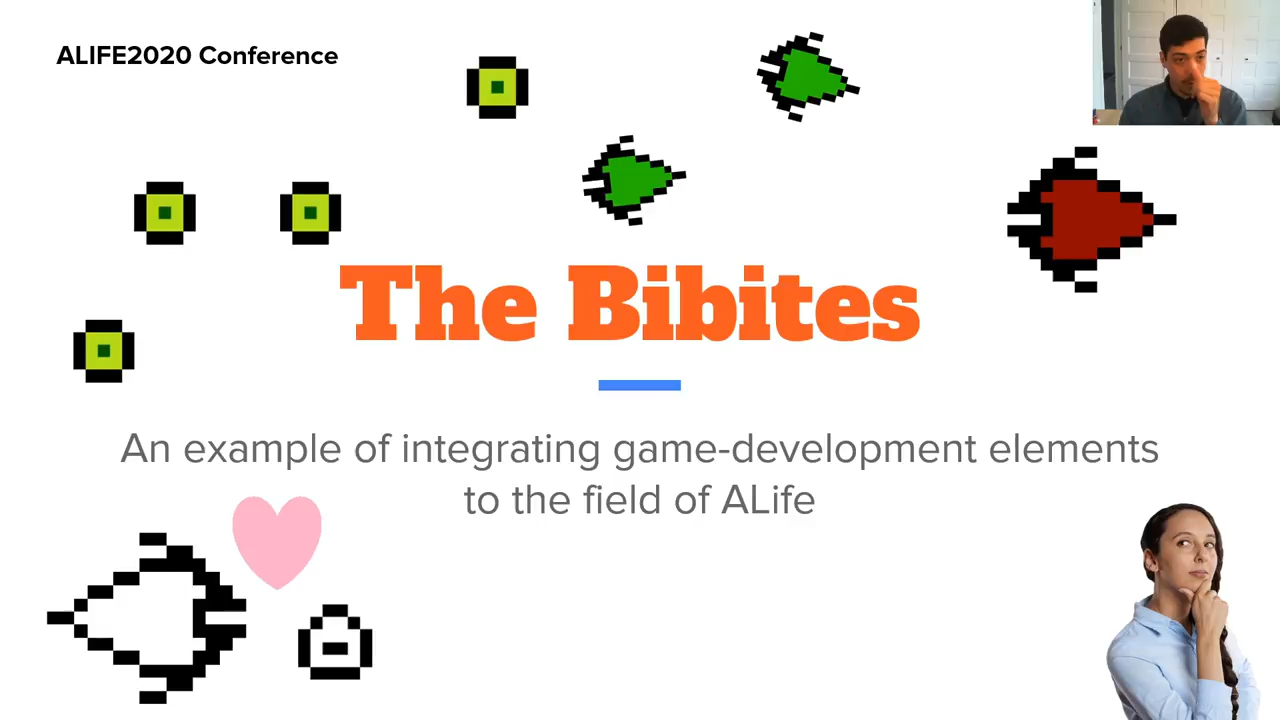 ALIFE2020 Conference
The Bibites
An example of integrating game-development elements
to the field of ALife